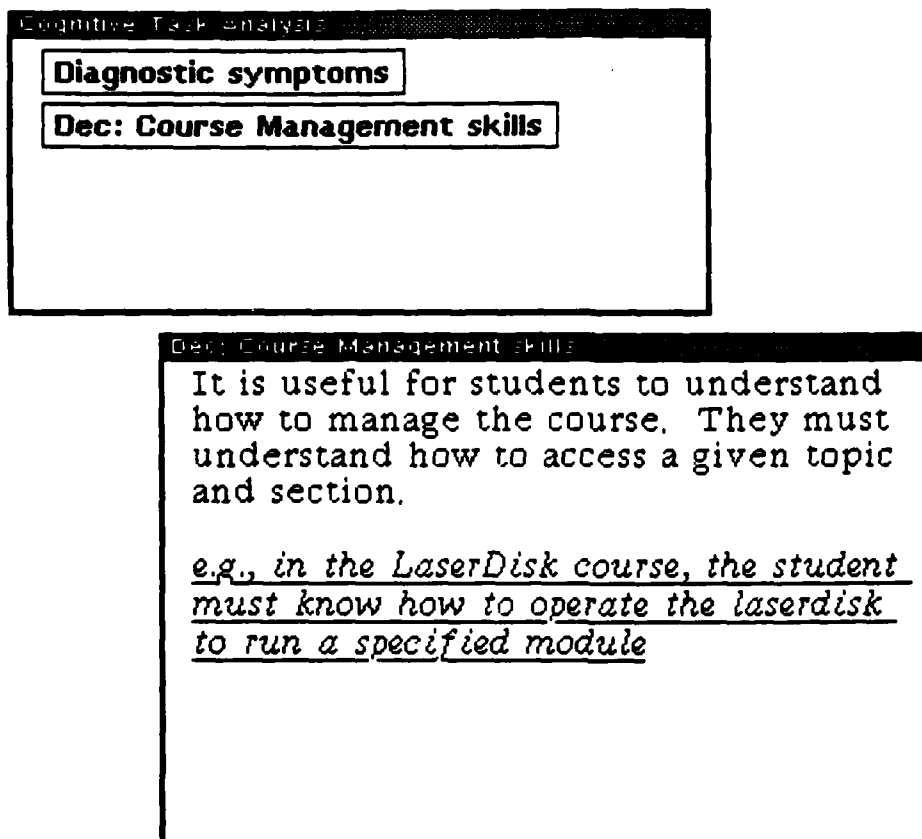 Cognitive Task Analysis
Diagnostic symptoms
Dec: Course Management skills
Dec: Course Management skills
It is useful for students to understand
how to manage the course. They must
understand how to access a given topic
and section.
e.g., in the LaserDisk course, the student
must know how to operate the laserdisk
to run a specified module